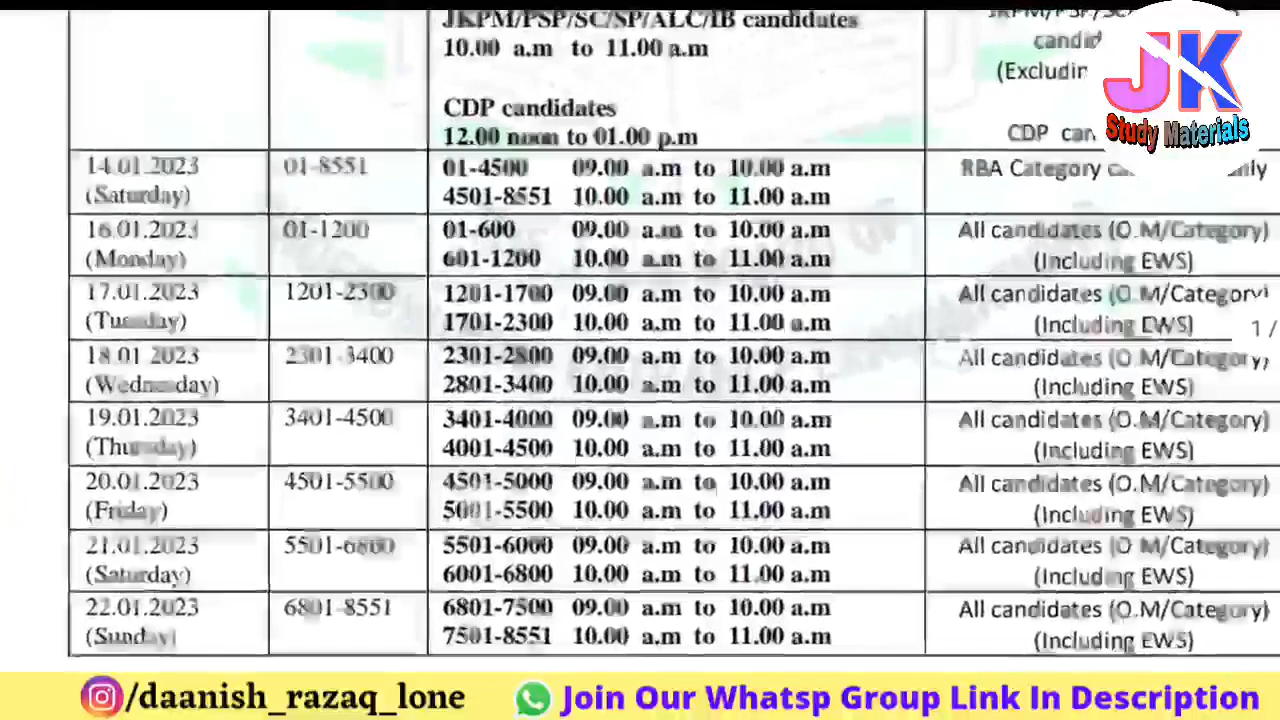 JKPM/PSP/SC/SP/ALC/IB candidates
10.00 a.m to 11.00 a.m
(Excluding
CDP candidates
12.00 noon to 01.00 p.m
CDP
JK
Study Materials
14.01.2023 01-8551 01-4500 09.00 a.m to 10.00 a.m RBA Category
(Saturday) 4501-8551 10.00 a.m to 11.00 a.m
16.01.2023 01-1200 01-600 09.00 a.m to 10.00 a.m All candidates (O.M/Category)
(Monday) 601-1200 10.00 a.m to 11.00 a.m (Including EWS)
17.01.2023 1201-2300 1201-1700 09.00 a.m to 10.00 a.m All candidates (O.M/Category)
(Tuesday) 1701-2300 10.00 a.m to 11.00 a.m (Including EWS)
1 /
18.01.2023 2301-3400 2301-2800 09.00 a.m to 10.00 a.m All candidates (O.M/Category)
(Wednesday) 2801-3400 10.00 a.m to 11.00 a.m (Including EWS)
19.01.2023 3401-4500 3401-4000 09.00 a.m to 10.00 a.m All candidates (O.M/Category)
(Thursday) 4001-4500 10.00 a.m to 11.00 a.m (Including EWS)
20.01.2023 4501-5500 4501-5000 09.00 a.m to 10.00 a.m All candidates (O.M/Category)
(Friday) 5001-5500 10.00 a.m to 11.00 a.m (Including EWS)
21.01.2023 5501-6800 5501-6000 09.00 a.m to 10.00 a.m All candidates (O.M/Category)
(Saturday) 6001-6800 10.00 a.m to 11.00 a.m (Including EWS)
22.01.2023 6801-8551 6801-7500 09.00 a.m to 10.00 a.m All candidates (O.M/Category)
(Sunday) 7501-8551 10.00 a.m to 11.00 a.m (Including EWS)
/daanish_razaq_lone Join Our Whatsp Group Link In Description